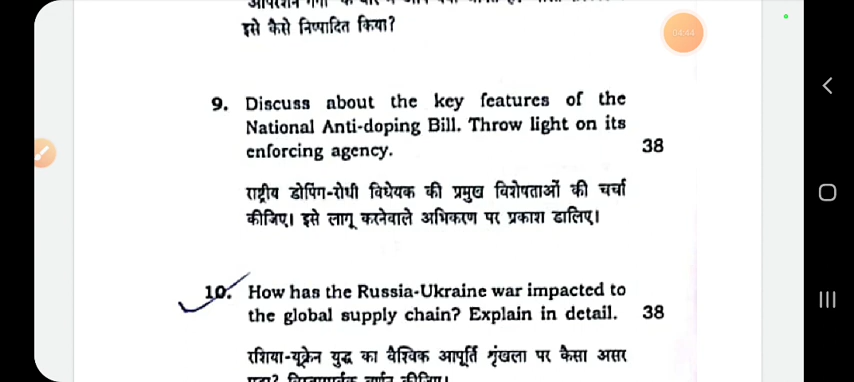 इसे कैसे निष्पादित किया?
04:44
9. Discuss about the key features of the
National Anti-doping Bill. Throw light on its
enforcing agency. 38
राष्ट्रीय डोपिंग-रोधी विधेयक की प्रमुख विशेषताओं की चर्चा
कीजिए। इसे लागू करनेवाले अभिकरण पर प्रकाश डालिए।
10. How has the Russia-Ukraine war impacted to
the global supply chain? Explain in detail. 38
रशिया-यूक्रेन युद्ध का वैश्विक आपूर्ति शृंखला पर कैसा असर